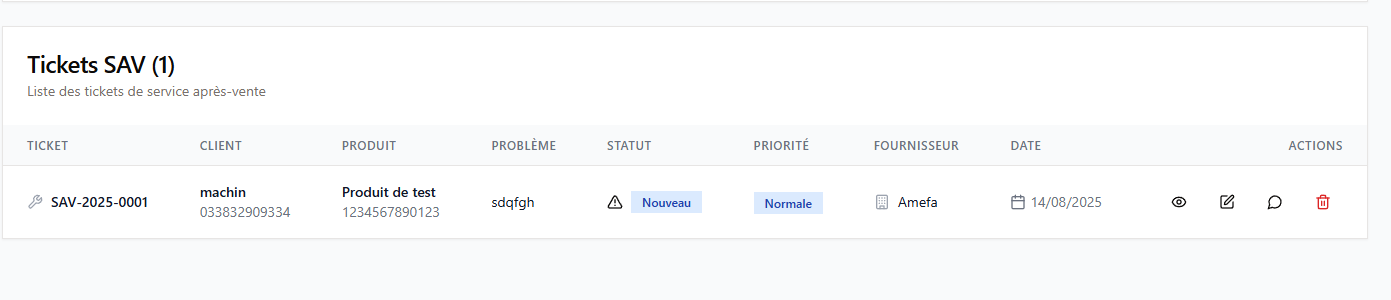 Tickets SAV (1)
Liste des tickets de service après-vente
TICKET CLIENT PRODUIT PROBLÈME STATUT PRIORITÉ FOURNISSEUR DATE ACTIONS
SAV-2025-0001 machin Produit de test sdqfgh Nouveau Normale Amefa 14/08/2025
033832909334 1234567890123